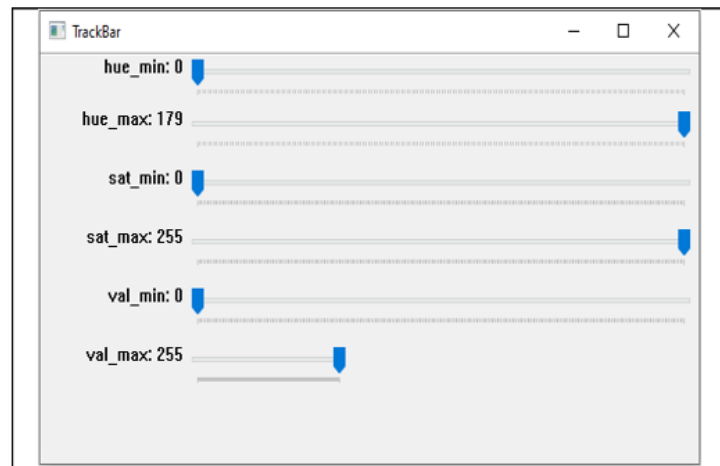 TrackBar
hue_min: 0
hue_max: 179
sat_min: 0
sat_max: 255
val_min: 0
val_max: 255